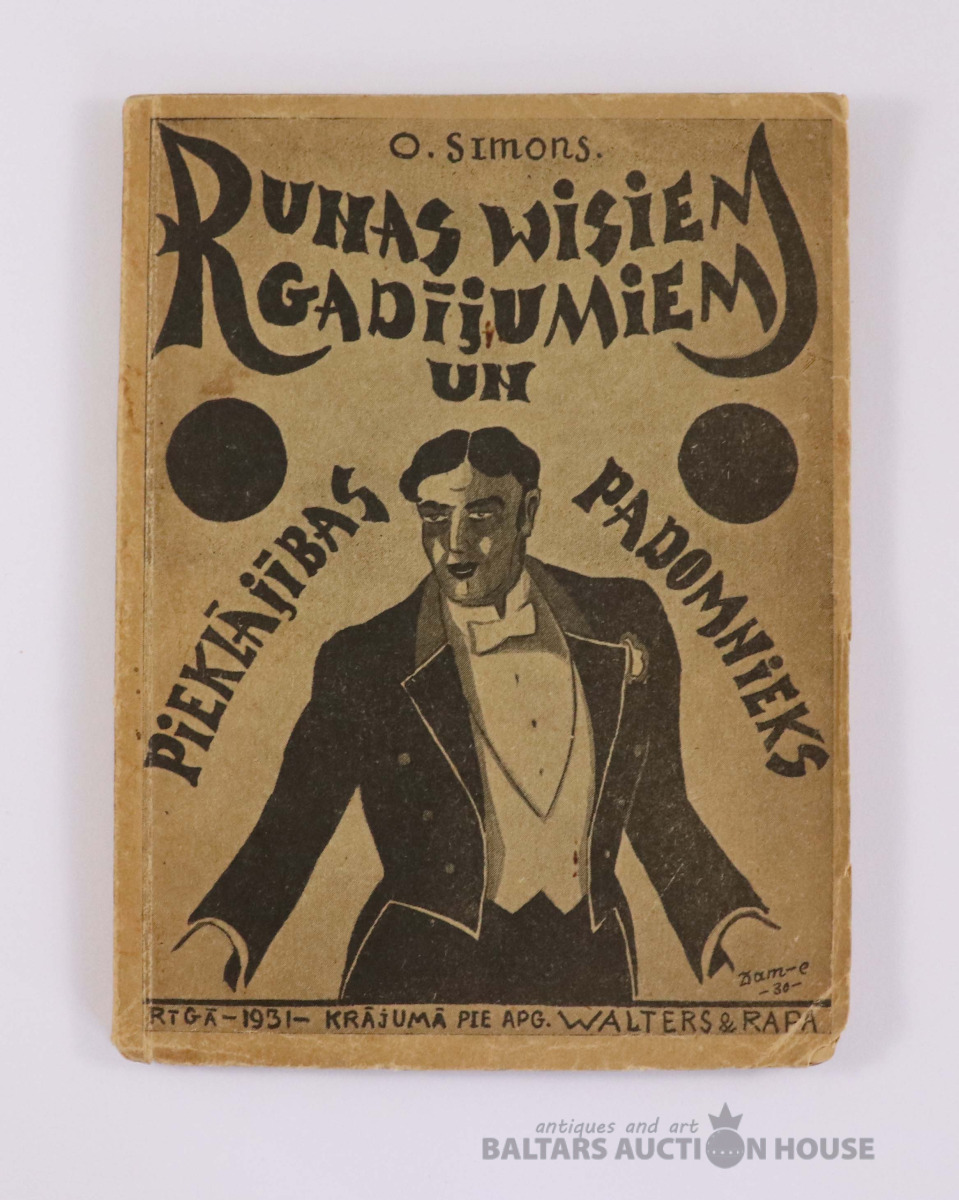 O. SIMONS.
RUNAS WISIEM
GADĪJUMIEM
UN
PIEKLĀJĪBAS
PADOMNIEKS
Dam-e
-30-
RĪGĀ - 1931 - KRĀJUMĀ PIE APG. WALTERS & RAPA
antiques and art
BALTARS AUCTION HOUSE